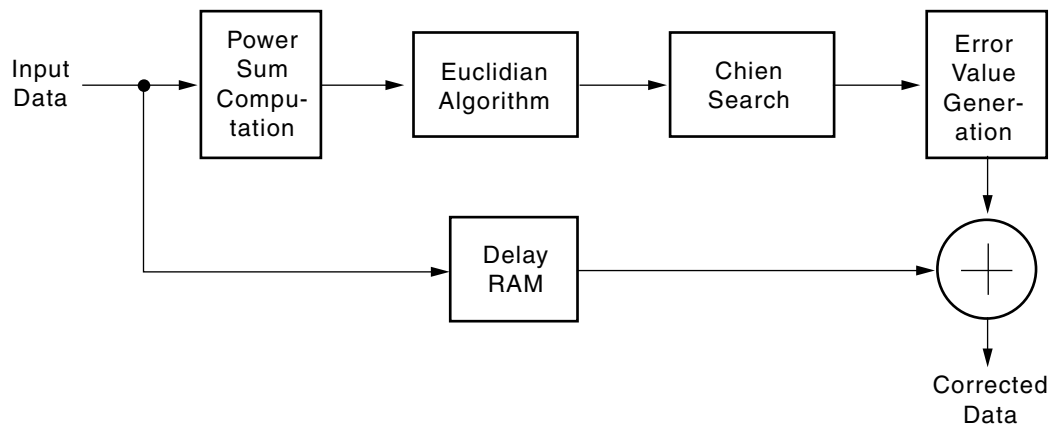 Input
Data
Power
Sum
Compu-
tation
Euclidian
Algorithm
Chien
Search
Error
Value
Gener-
ation
Delay
RAM
Corrected
Data